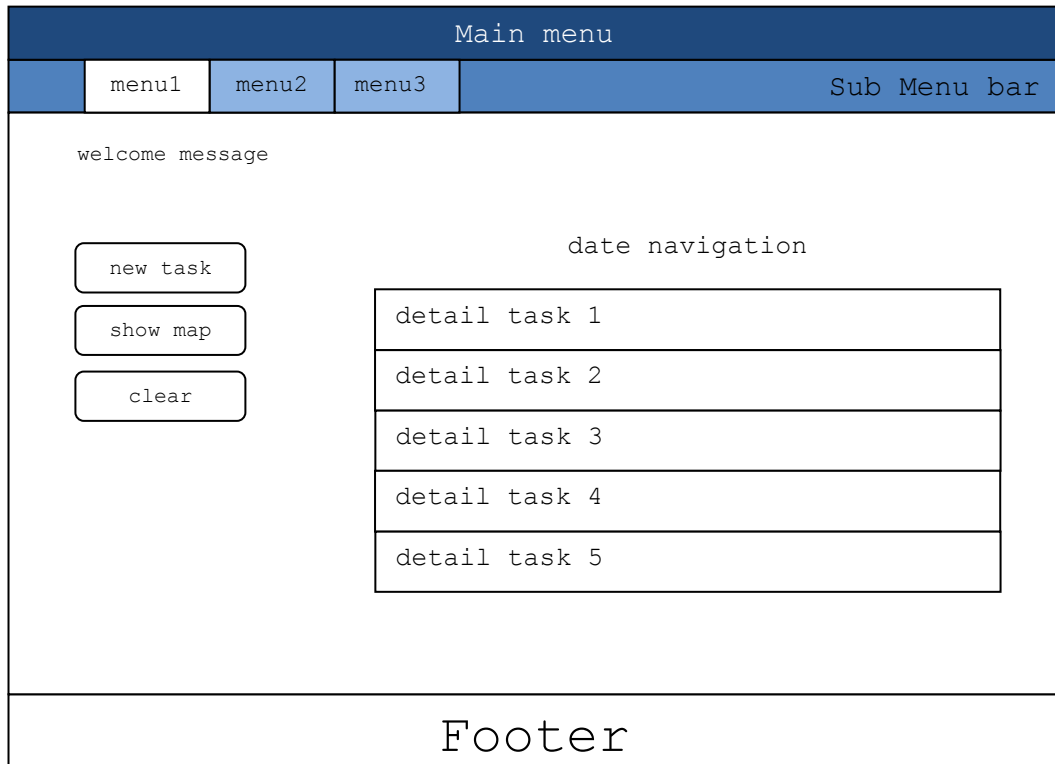 Main menu
menu1 menu2 menu3 Sub Menu bar
welcome message
date navigation
new task
show map
clear
detail task 1
detail task 2
detail task 3
detail task 4
detail task 5
Footer